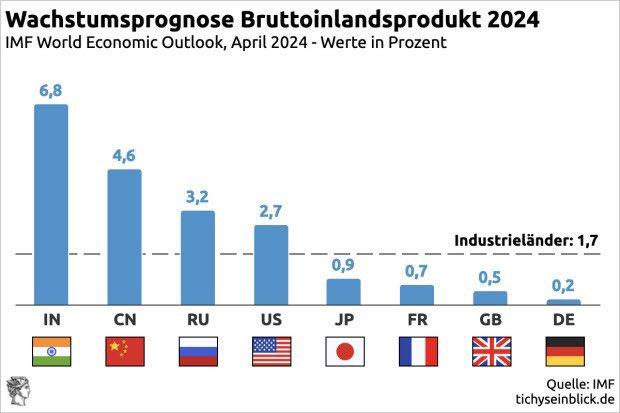 Wachstumsprognose Bruttoinlandsprodukt 2024
IMF World Economic Outlook, April 2024 - Werte in Prozent
6,8
4,6
3,2
2,7
Industrieländer: 1,7
0,9
0,7
0,5
0,2
IN CN RU US JP FR GB DE
Quelle: IMF
tichyseinblick.de